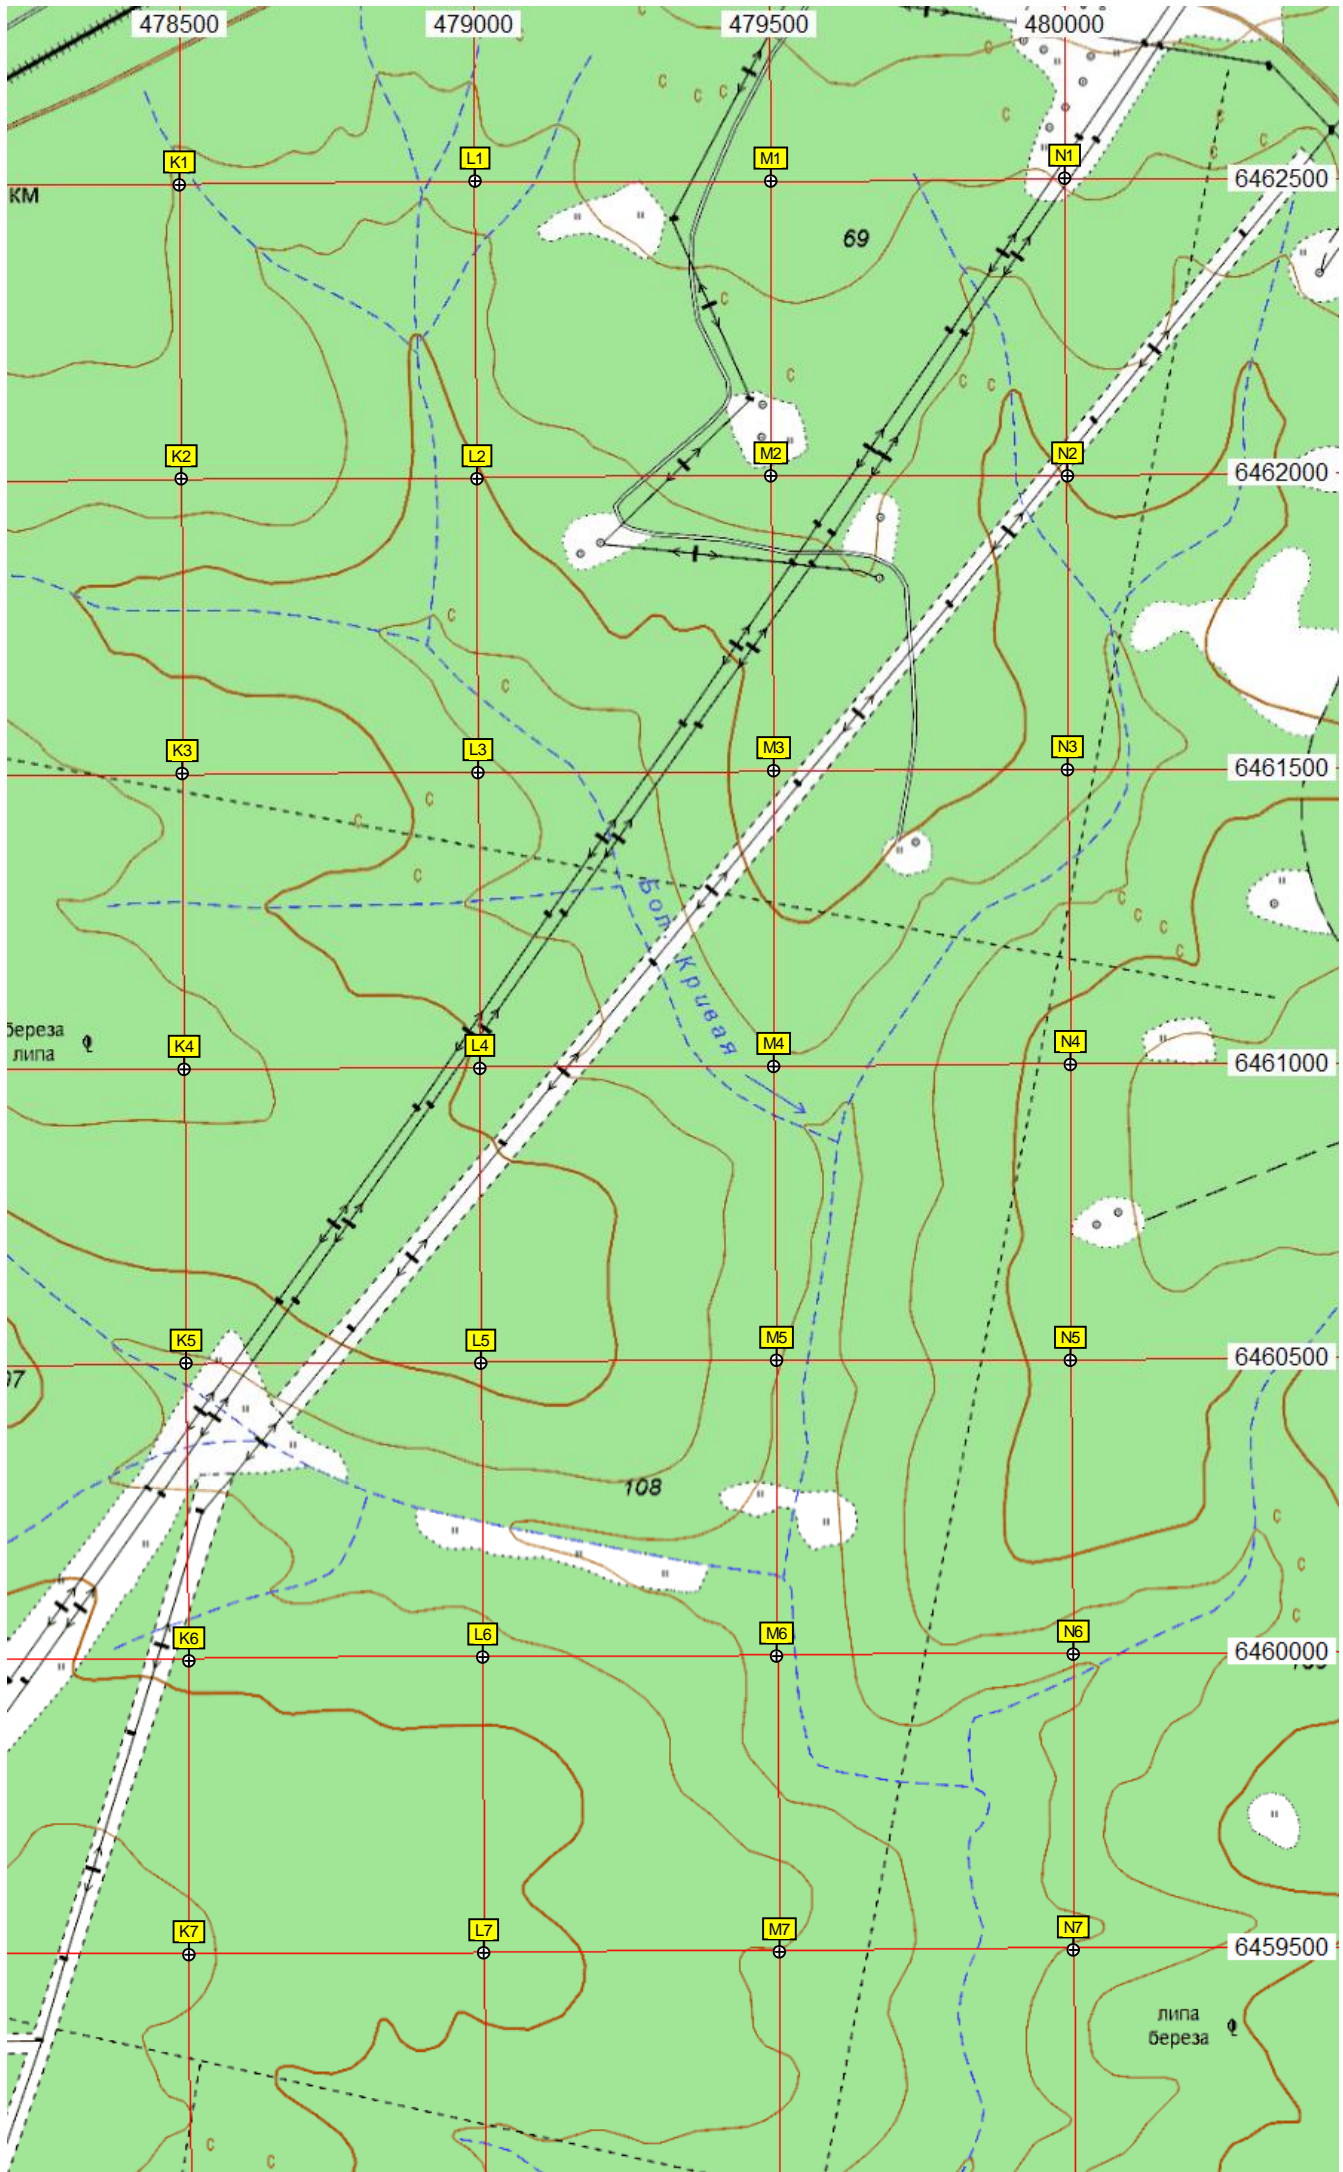 478500 479000 479500 480000
K1 L1 M1 N1
6462500
КМ
69
K2 L2 M2 N2
6462000
с
K3 L3 M3 N3
6461500
Бол. Кривая
береза
липа
K4 L4 M4 N4
6461000
K5 L5 M5 N5
6460500
108
K6 L6 M6 N6
6460000
K7 L7 M7 N7
6459500
липа
береза